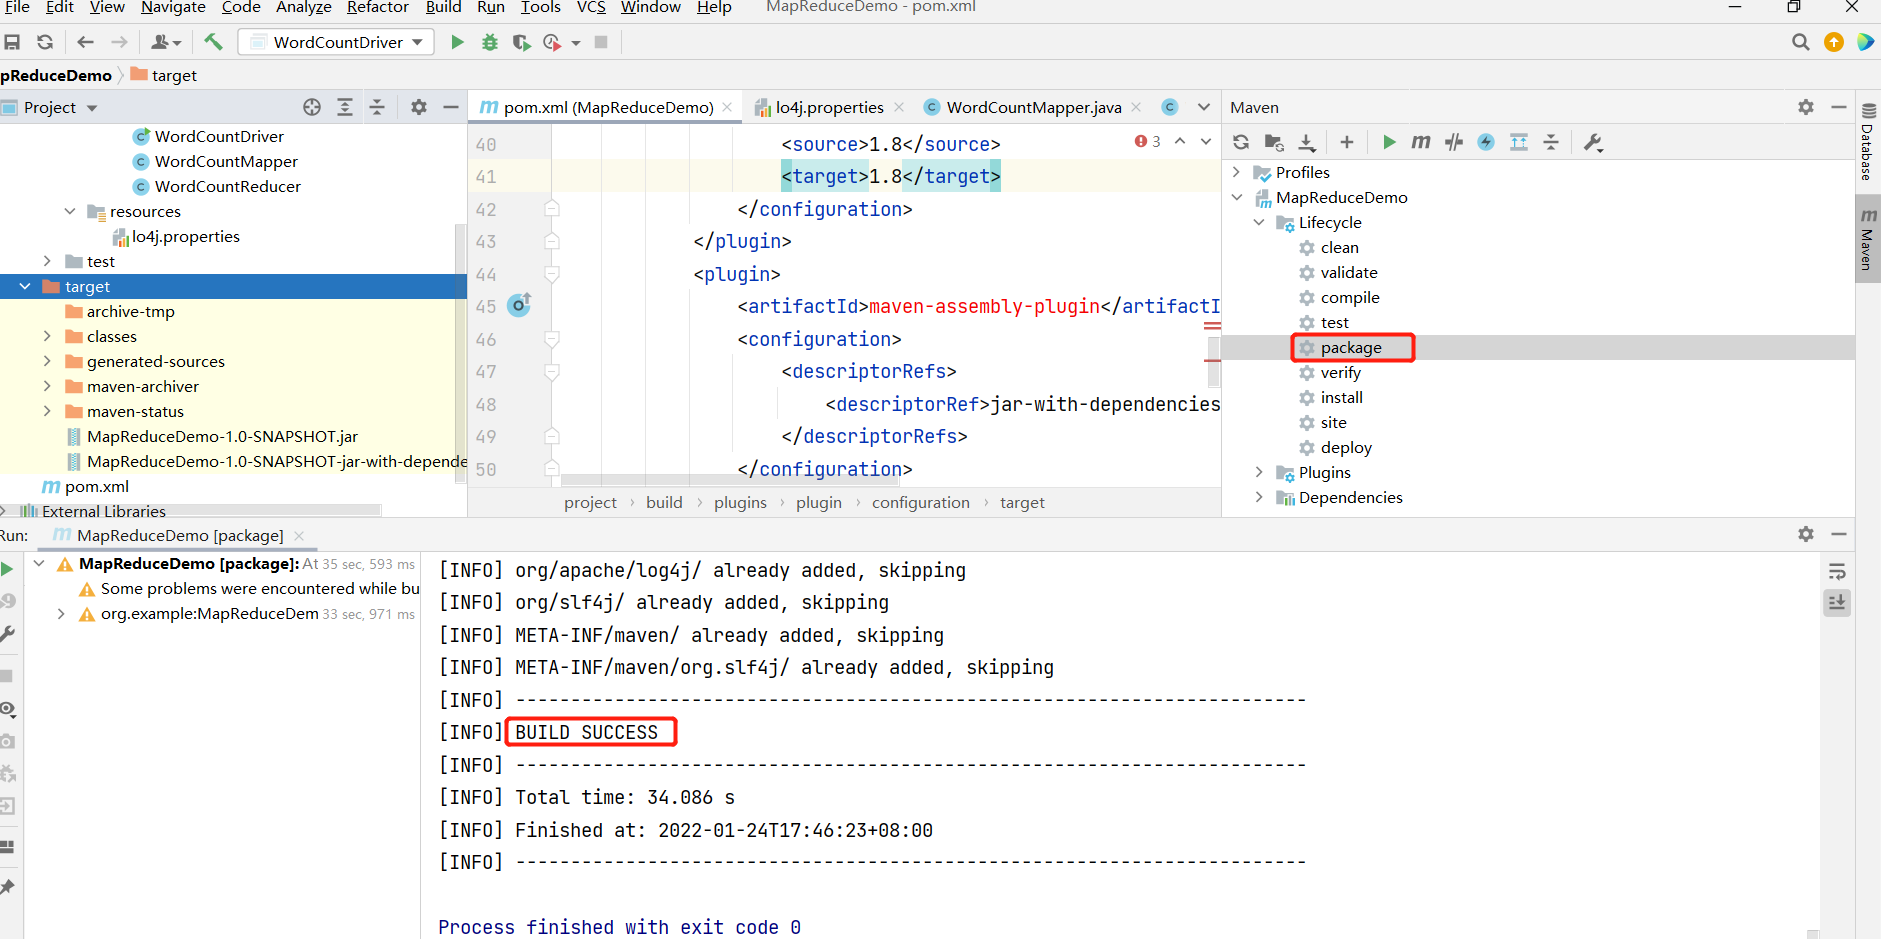 File Edit View Navigate Code Analyze Refactor Build Run Tools VCS Window Help MapReduceDemo - pom.xml
WordCountDriver
pReduceDemo target
Project
WordCountDriver
WordCountMapper
WordCountReducer
resources
lo4j.properties
test
target
archive-tmp
classes
generated-sources
maven-archiver
maven-status
MapReduceDemo-1.0-SNAPSHOT.jar
MapReduceDemo-1.0-SNAPSHOT-jar-with-depende
pom.xml
External Libraries
pom.xml (MapReduceDemo) lo4j.properties WordCountMapper.java
3
40 <source>1.8</source>
41 <target>1.8</target>
42 </configuration>
43 </plugin>
44 <plugin>
45 <artifactId>maven-assembly-plugin</artifactI
46 <configuration>
47 <descriptorRefs>
48 <descriptorRef>jar-with-dependencies
49 </descriptorRefs>
50 </configuration>
project › build › plugins › plugin › configuration › target
Maven
Profiles
MapReduceDemo
Lifecycle
clean
validate
compile
test
package
verify
install
site
deploy
Plugins
Dependencies
Database
Maven
Run: MapReduceDemo [package]
MapReduceDemo [package]: At 35 sec, 593 ms
Some problems were encountered while bu
org.example:MapReduceDem 33 sec, 971 ms
[INFO] org/apache/log4j/ already added, skipping
[INFO] org/slf4j/ already added, skipping
[INFO] META-INF/maven/ already added, skipping
[INFO] META-INF/maven/org.slf4j/ already added, skipping
[INFO] ------------------------------------------------------------------------
[INFO] BUILD SUCCESS
[INFO] ------------------------------------------------------------------------
[INFO] Total time: 34.086 s
[INFO] Finished at: 2022-01-24T17:46:23+08:00
[INFO] ------------------------------------------------------------------------
Process finished with exit code 0